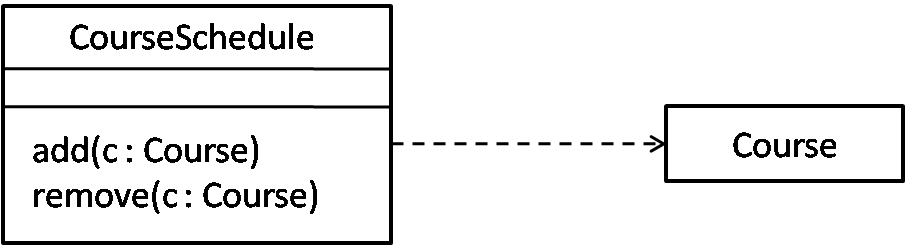 CourseSchedule
add(c : Course)
remove(c : Course)
Course